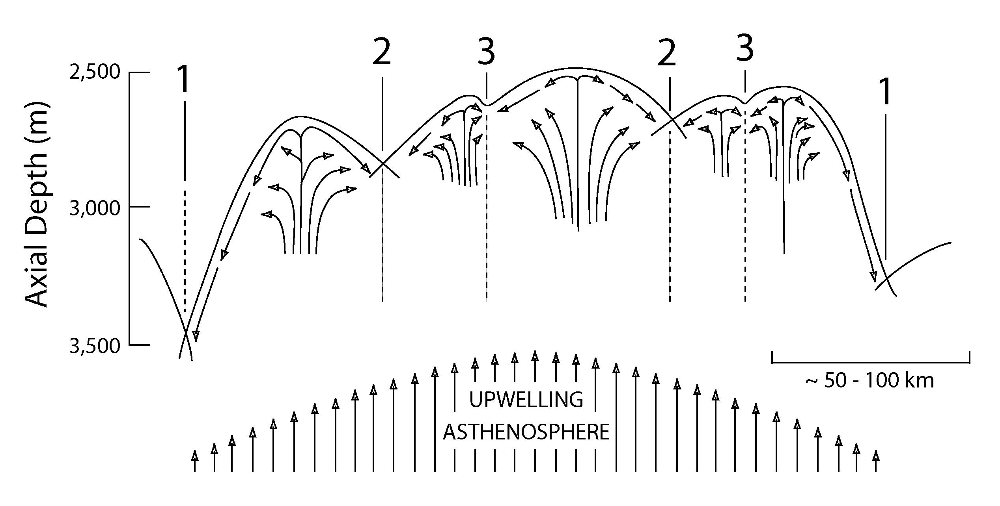 1
2
3
2
3
1
2,500
3,000
3,500
Axial Depth (m)
~ 50 - 100 km
UPWELLING
ASTHENOSPHERE